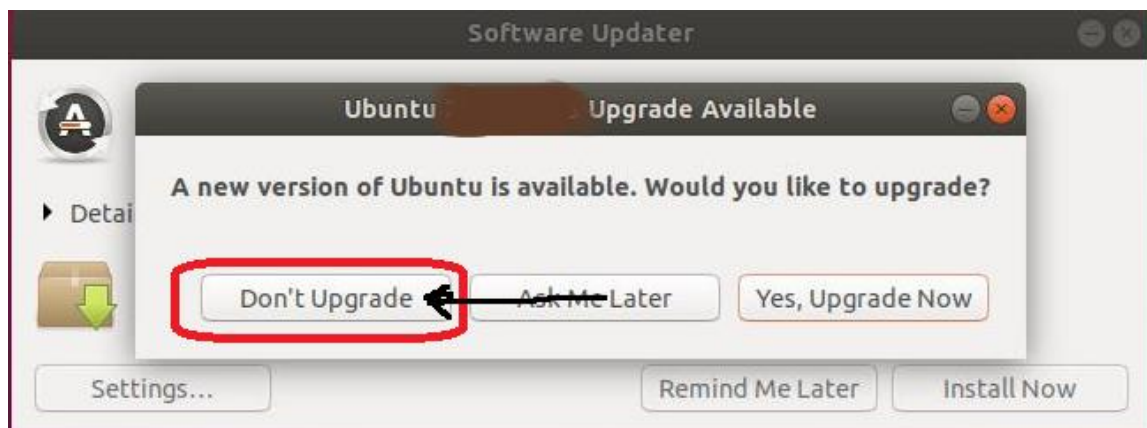 Software Updater
Ubuntu Upgrade Available
A new version of Ubuntu is available. Would you like to upgrade?
Detai
Don't Upgrade Ask Me Later Yes, Upgrade Now
Settings... Remind Me Later Install Now